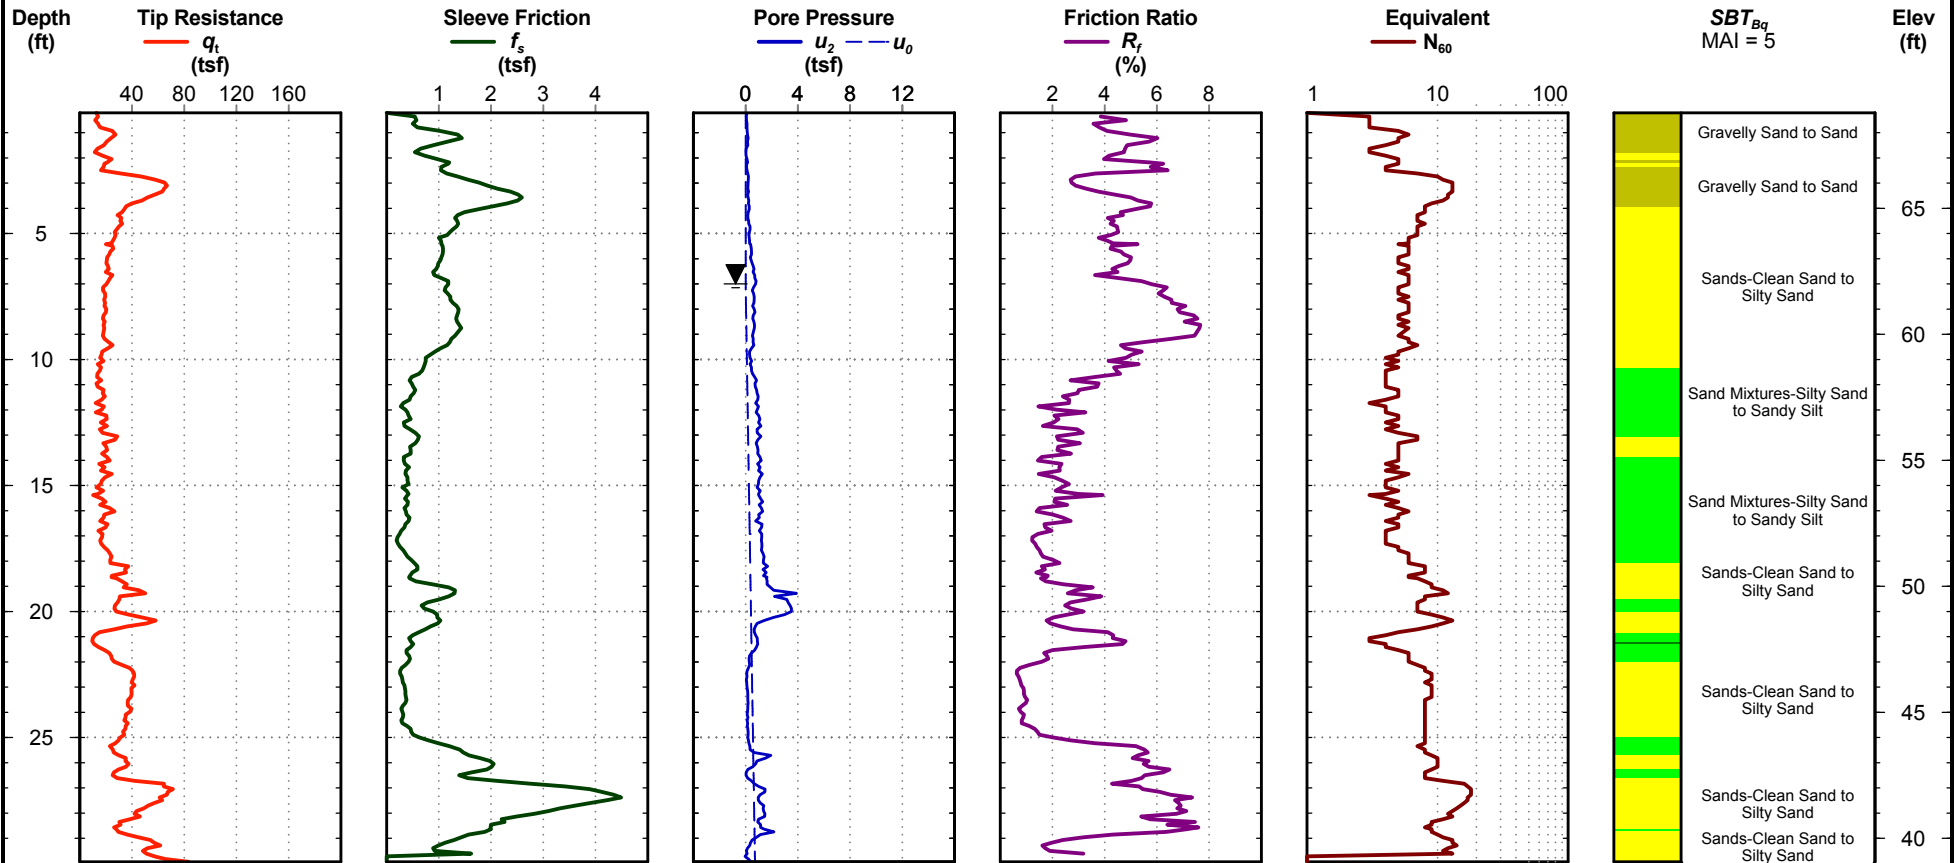 Depth
(ft)
Tip Resistance
qt
(tsf)
Sleeve Friction
fs
(tsf)
Pore Pressure
u2 u0
(tsf)
Friction Ratio
Rf
(%)
Equivalent
N60
SBTBq
MAI = 5
Elev
(ft)
40 80 120 160
1 2 3 4
0 4 8 12
2 4 6 8
1 10 100
5
10
15
20
25
Gravelly Sand to Sand
Gravelly Sand to Sand
Sands-Clean Sand to
Silty Sand
Sand Mixtures-Silty Sand
to Sandy Silt
Sand Mixtures-Silty Sand
to Sandy Silt
Sands-Clean Sand to
Silty Sand
Sands-Clean Sand to
Silty Sand
Sands-Clean Sand to
Silty Sand
Sands-Clean Sand to
Silty Sand
65
60
55
50
45
40